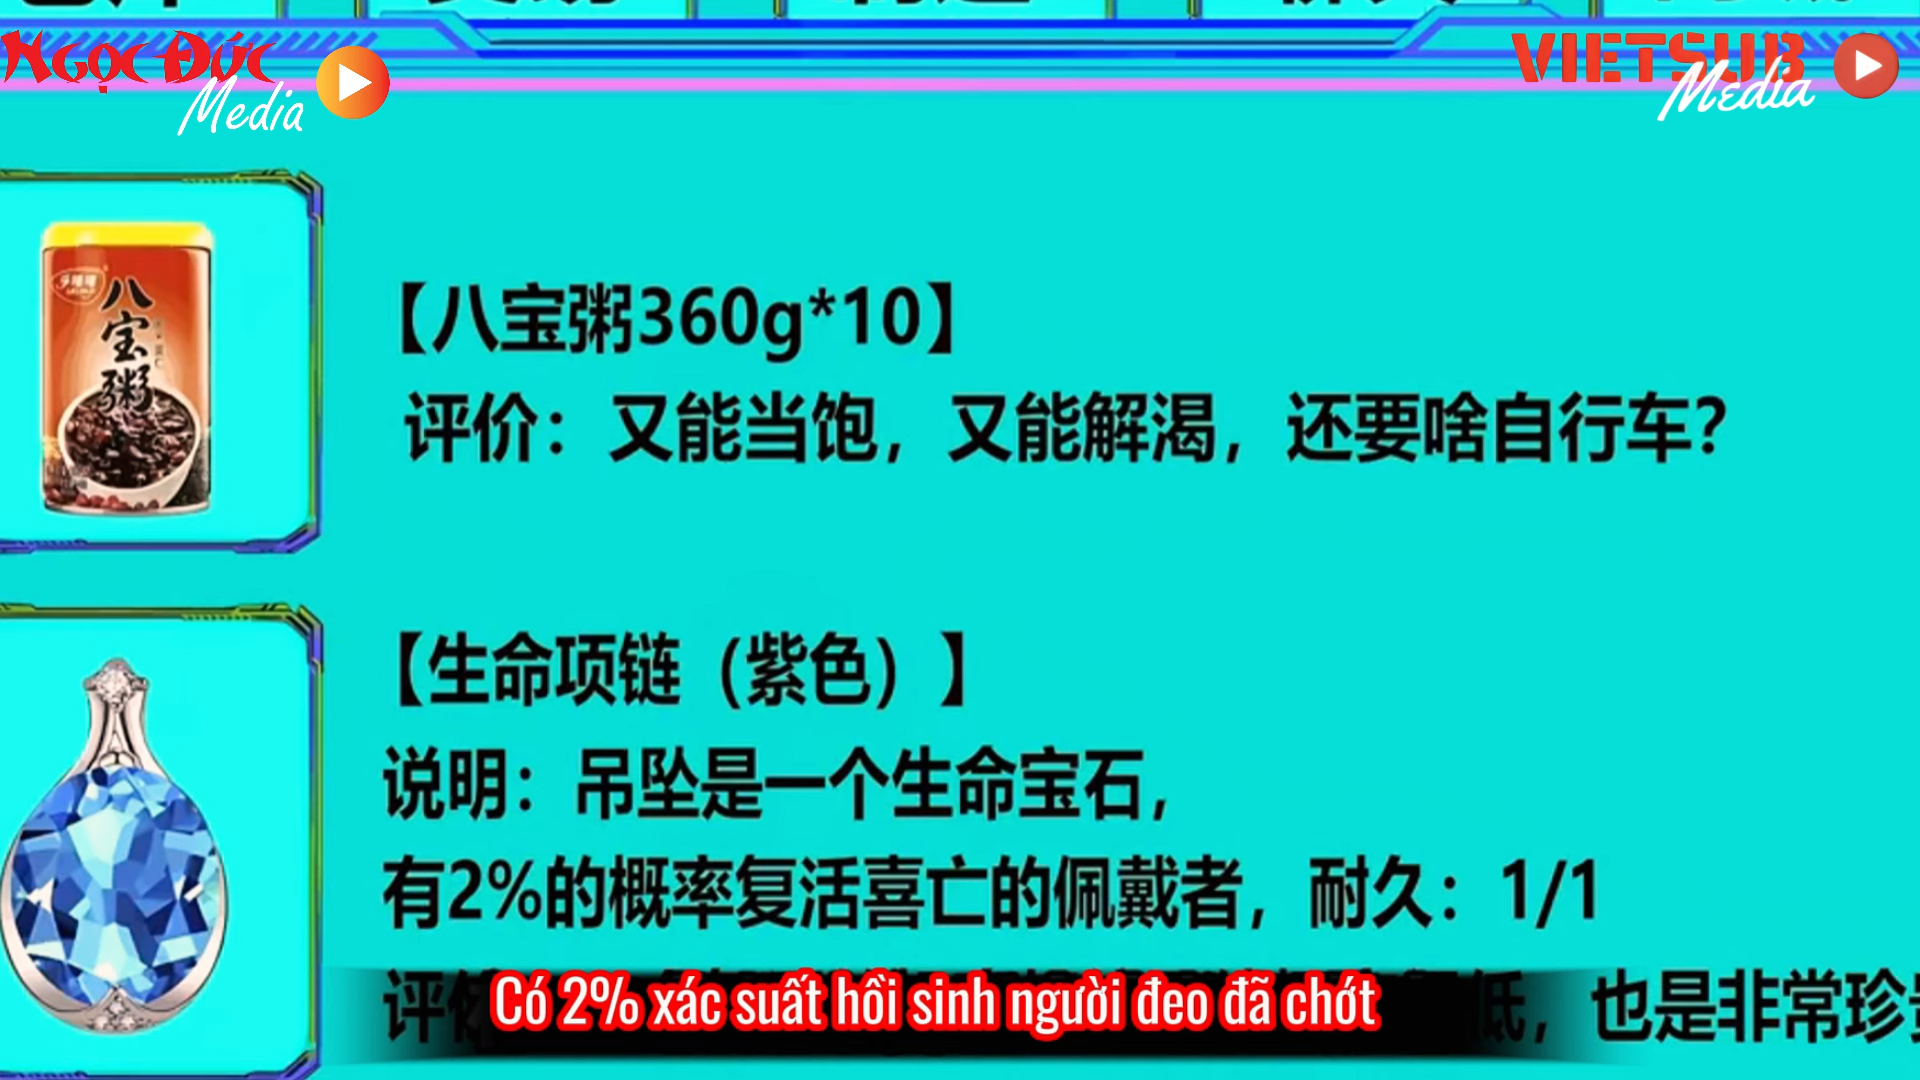 NGỌC ĐỨC
Media
VIETSUB
Media
八宝粥
【八宝粥360g*10】
评价：又能当饱，又能解渴，还要啥自行车？
【生命项链（紫色）】
说明：吊坠是一个生命宝石，
有2%的概率复活喜亡的佩戴者，耐久：1/1
评 低，也是非常珍贵
Có 2% xác suất hồi sinh người đeo đã chớt